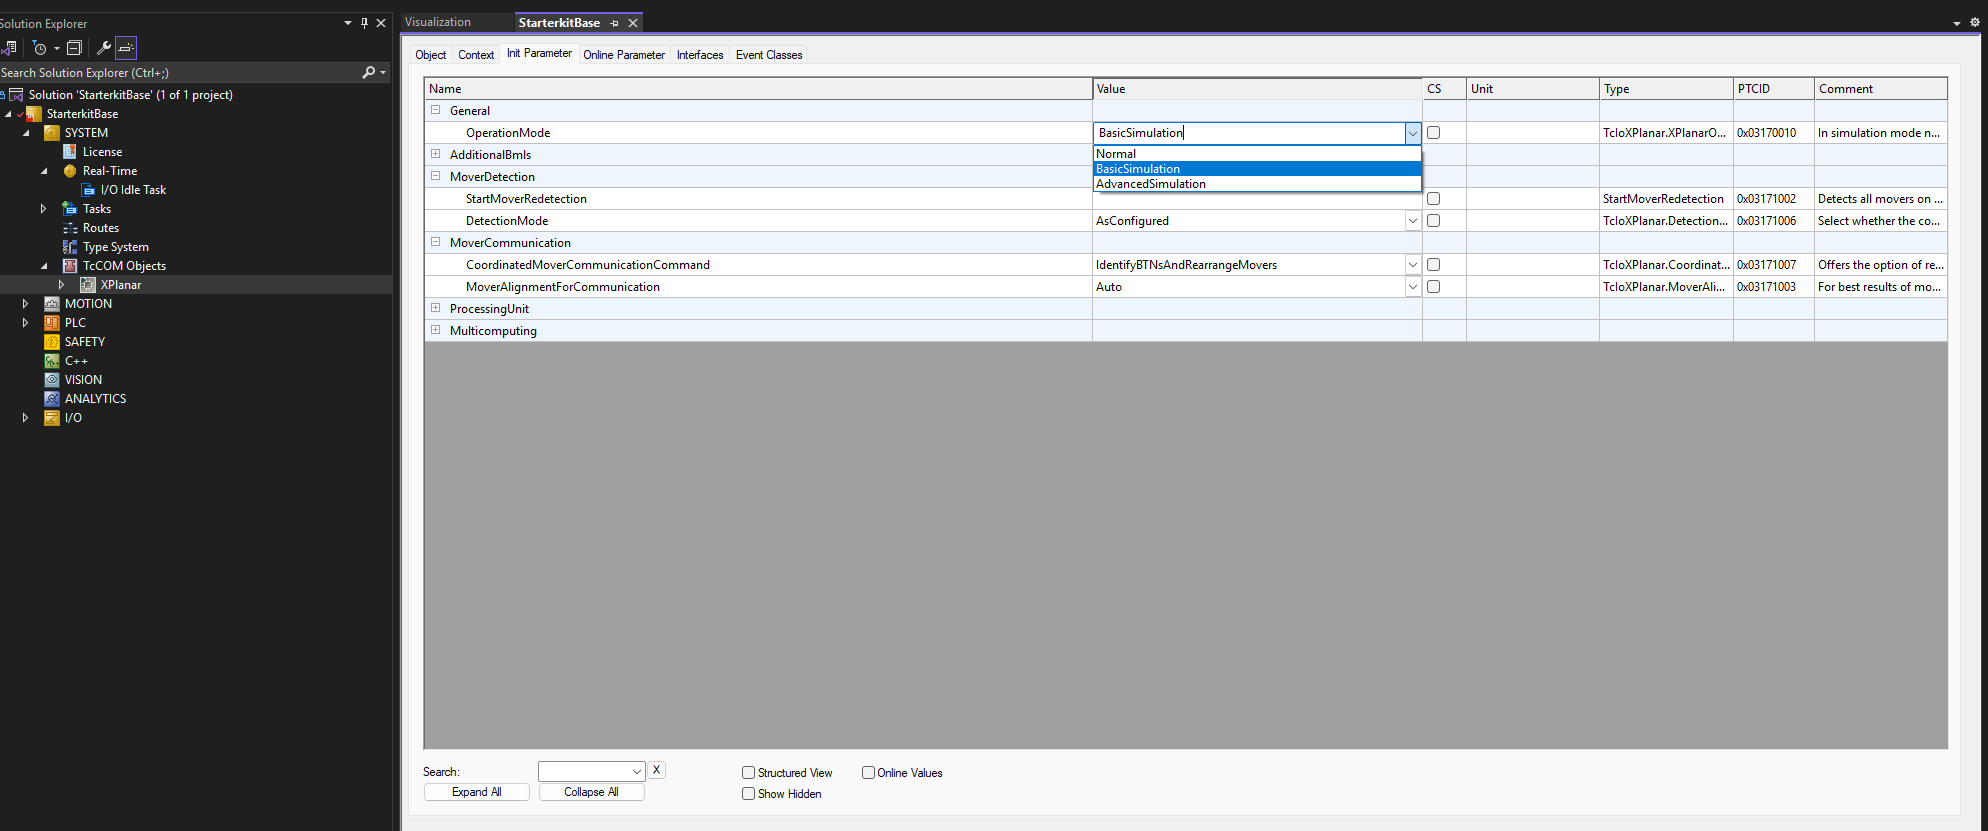 Solution Explorer
Search Solution Explorer (Ctrl+;)
Solution 'StarterkitBase' (1 of 1 project)
StarterkitBase
SYSTEM
License
Real-Time
I/O Idle Task
Tasks
Routes
Type System
TcCOM Objects
XPlanar
MOTION
PLC
SAFETY
C++
VISION
ANALYTICS
I/O
Visualization StarterkitBase
Object Context Init Parameter Online Parameter Interfaces Event Classes
Name Value CS Unit Type PTCID Comment
General
OperationMode BasicSimulation TcIoXPlanar.XPlanarO... 0x03170010 In simulation mode n...
Normal
BasicSimulation
AdvancedSimulation
AdditionalBmls
MoverDetection
StartMoverRedetection StartMoverRedetection 0x03171002 Detects all movers on ...
DetectionMode AsConfigured TcIoXPlanar.Detection... 0x03171006 Select whether the co...
MoverCommunication
CoordinatedMoverCommunicationCommand IdentifyBTNsAndRearrangeMovers TcIoXPlanar.Coordinat... 0x03171007 Offers the option of re...
MoverAlignmentForCommunication Auto TcIoXPlanar.MoverAli... 0x03171003 For best results of mo...
ProcessingUnit
Multicomputing
Search: X Structured View Online Values
Expand All Collapse All Show Hidden